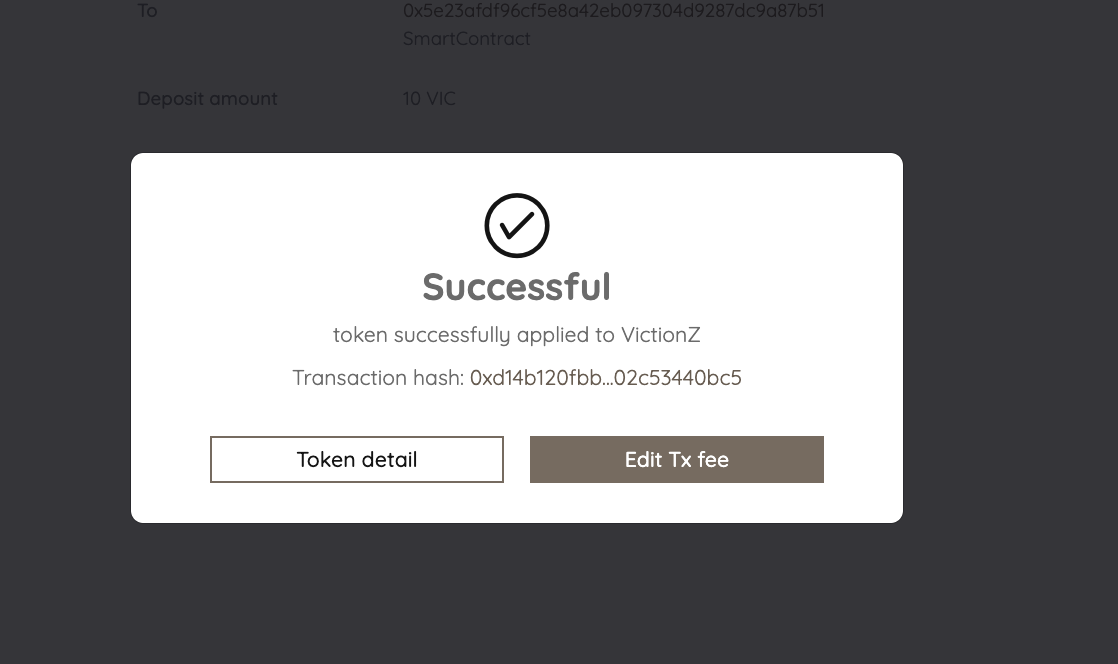 To 0x5e23afdf96cf5e8a42eb097304d9287dc9a87b51
SmartContract
Deposit amount 10 VIC
Successful
token successfully applied to VictionZ
Transaction hash: 0xd14b120fbb...02c53440bc5
Token detail Edit Tx fee